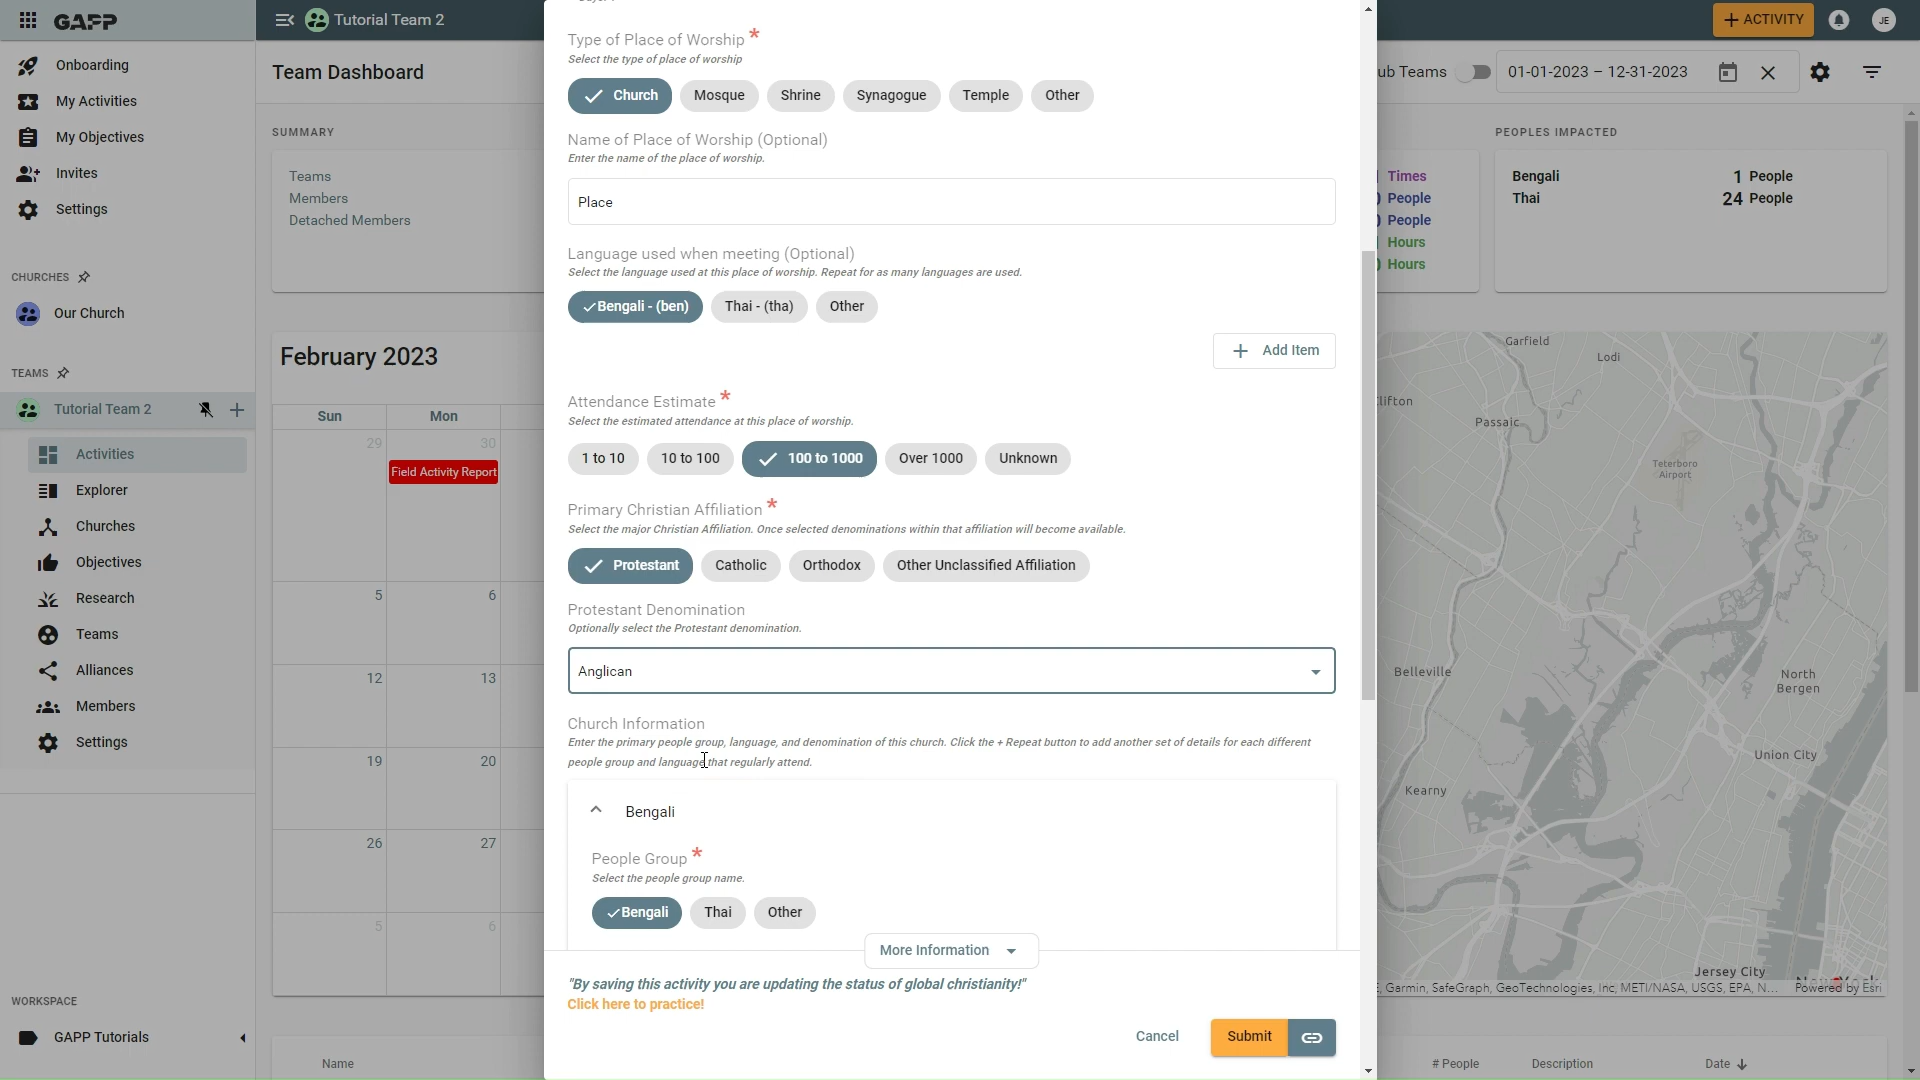 GAPP
Tutorial Team 2
+ ACTIVITY
JE
Onboarding
My Activities
My Objectives
Invites
Settings
CHURCHES
Our Church
TEAMS
Tutorial Team 2
Activities
Explorer
Churches
Objectives
Research
Teams
Alliances
Members
Settings
WORKSPACE
GAPP Tutorials
Team Dashboard
SUMMARY
Teams
Members
Detached Members
February 2023
Sun Mon
29 30
Field Activity Report
5 6
12 13
19 20
26 27
5 6
Name
Type of Place of Worship *
Select the type of place of worship
Church Mosque Shrine Synagogue Temple Other
Name of Place of Worship (Optional)
Enter the name of the place of worship.
Place
Language used when meeting (Optional)
Select the language used at this place of worship. Repeat for as many languages are used.
Bengali - (ben) Thai - (tha) Other
+ Add Item
Attendance Estimate *
Select the estimated attendance at this place of worship.
1 to 10 10 to 100 100 to 1000 Over 1000 Unknown
Primary Christian Affiliation *
Select the major Christian Affiliation. Once selected denominations within that affiliation will become available.
Protestant Catholic Orthodox Other Unclassified Affiliation
Protestant Denomination
Optionally select the Protestant denomination.
Anglican
Church Information
Enter the primary people group, language, and denomination of this church. Click the + Repeat button to add another set of details for each different
people group and language that regularly attend.
Bengali
People Group *
Select the people group name.
Bengali Thai Other
More Information
"By saving this activity you are updating the status of global christianity!"
Click here to practice!
Cancel Submit
Teams
01-01-2023 – 12-31-2023
Times
People
People
Hours
Hours
PEOPLES IMPACTED
Bengali 1 People
Thai 24 People
Garfield
Lodi
Clifton
Passaic
Teterboro
Airport
Belleville
North
Bergen
Union City
Kearny
Jersey City
Garmin, SafeGraph, GeoTechnologies, Inc, METI/NASA, USGS, EPA, N... Powered by Esri
# People Description Date